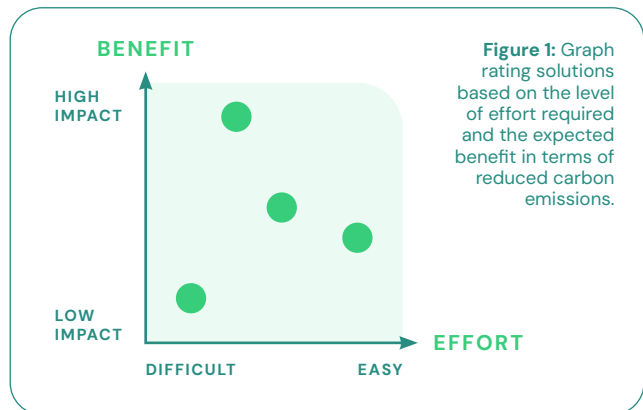 BENEFIT
HIGH
IMPACT
LOW
IMPACT
DIFFICULT
EASY
EFFORT
Figure 1: Graph
rating solutions
based on the level
of effort required
and the expected
benefit in terms of
reduced carbon
emissions.